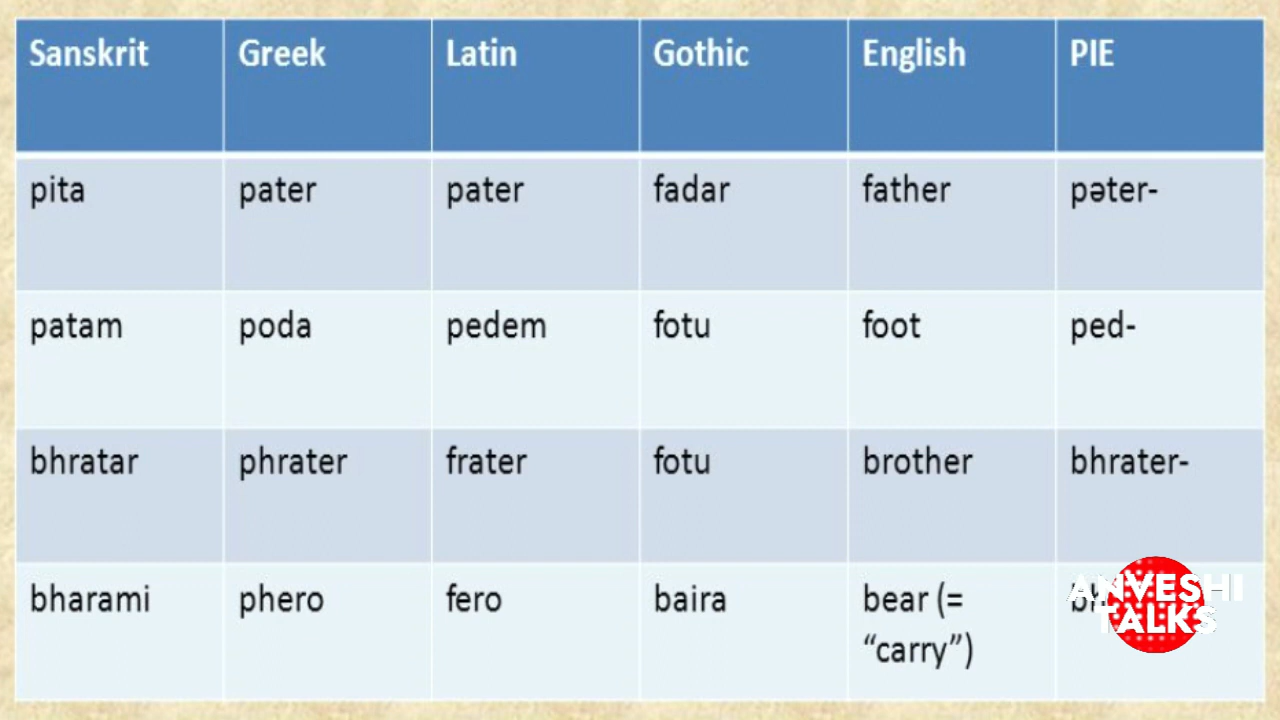 Sanskrit Greek Latin Gothic English PIE
pita pater pater fadar father pəter-
patam poda pedem fotu foot ped-
bhratar phrater frater fotu brother bhrater-
bharami phero fero baira bear (=
“carry”)
ANVESHI
TALKS